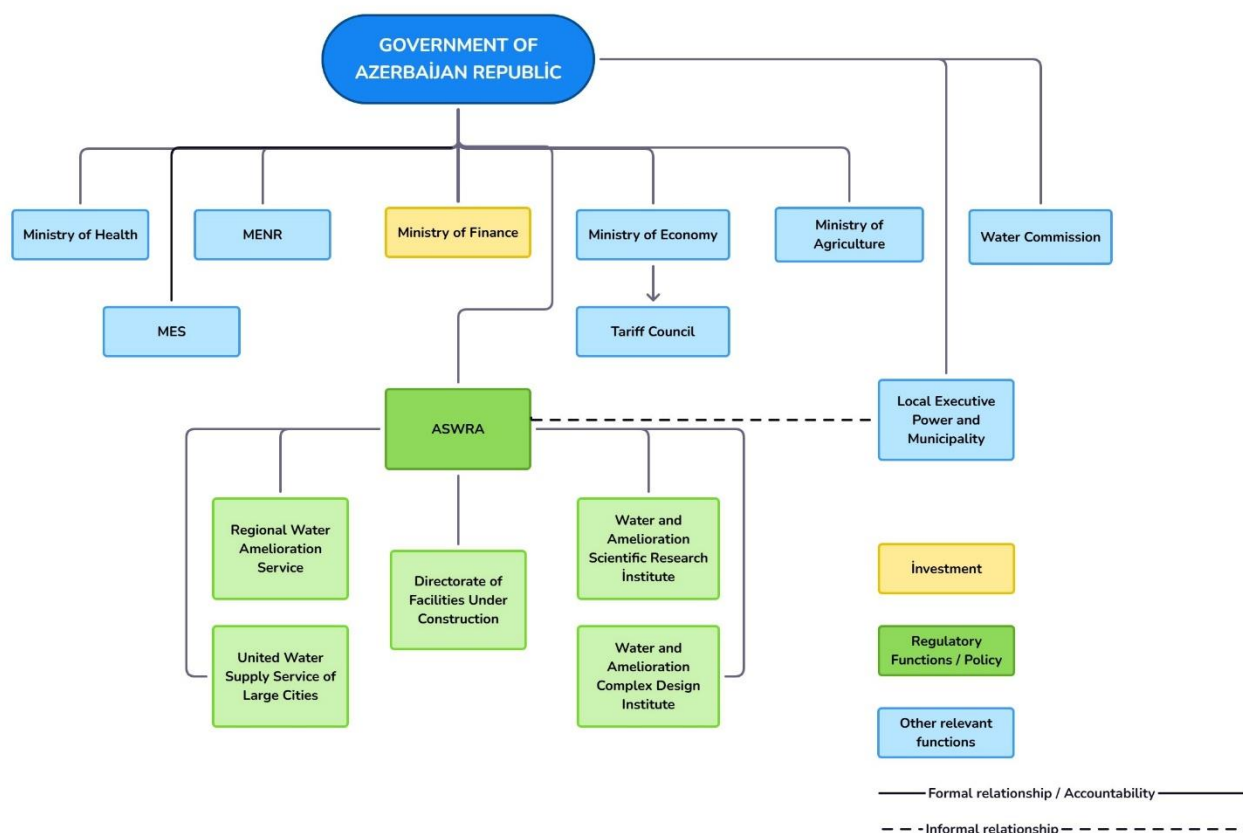 GOVERNMENT OF
AZERBAİJAN REPUBLİC
Ministry of Health
MENR
Ministry of Finance
Ministry of Economy
Ministry of
Agriculture
Water Commission
MES
Tariff Council
ASWRA
Local Executive
Power and
Municipality
Regional Water
Amelioration
Service
Directorate of
Facilities Under
Construction
Water and
Amelioration
Scientific Research
İnstitute
United Water
Supply Service of
Large Cities
Water and
Amelioration
Complex Design
Institute
İnvestment
Regulatory
Functions / Policy
Other relevant
functions
Formal relationship / Accountability
Informal relationship